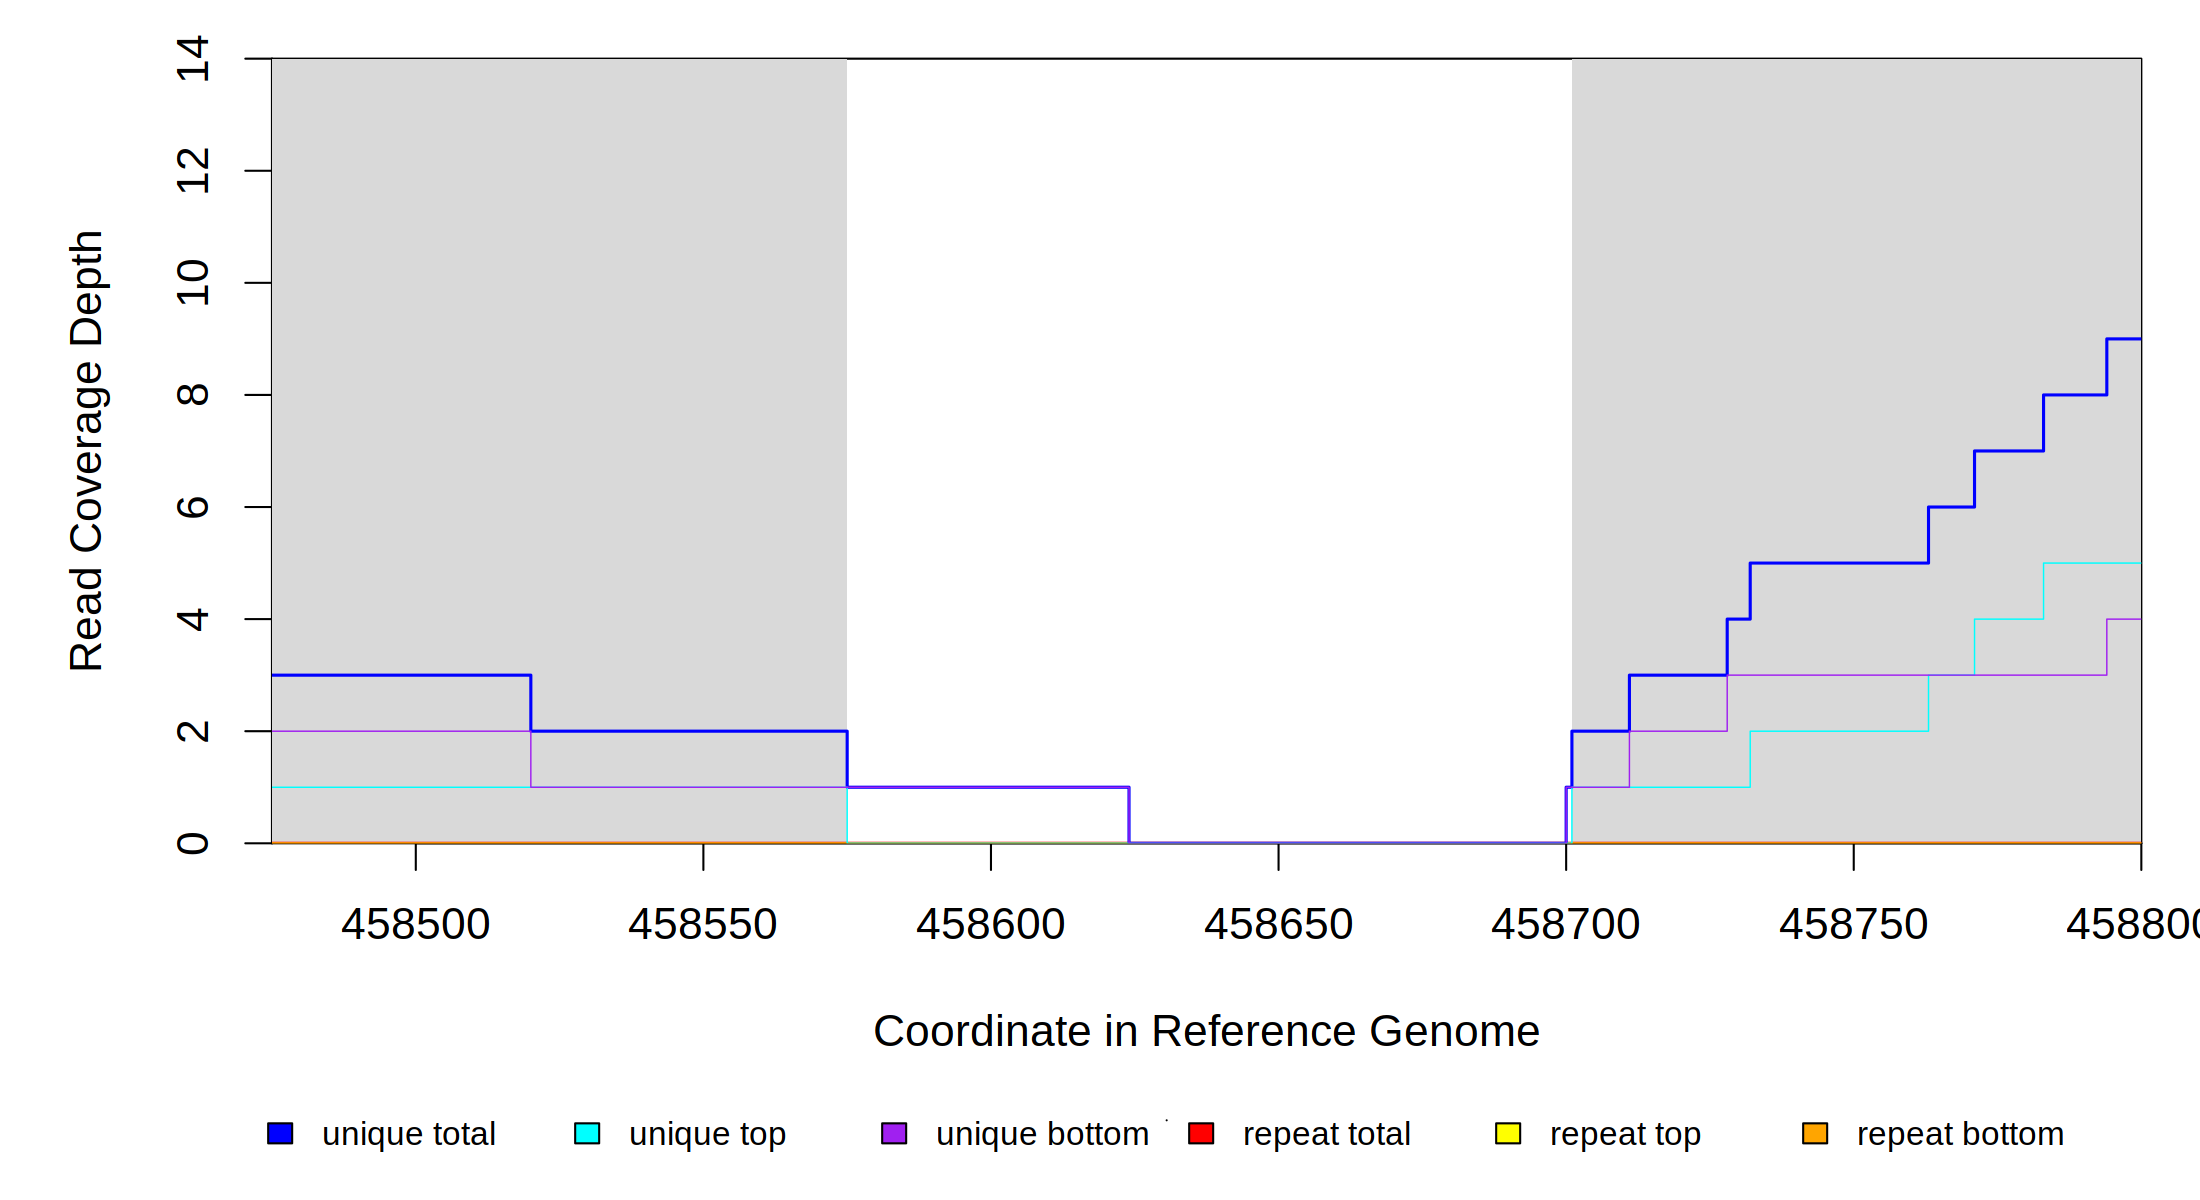 14
12
10
8
6
4
2
0
Read Coverage Depth
458500 458550 458600 458650 458700 458750 45880
Coordinate in Reference Genome
unique total unique top unique bottom repeat total repeat top repeat bottom